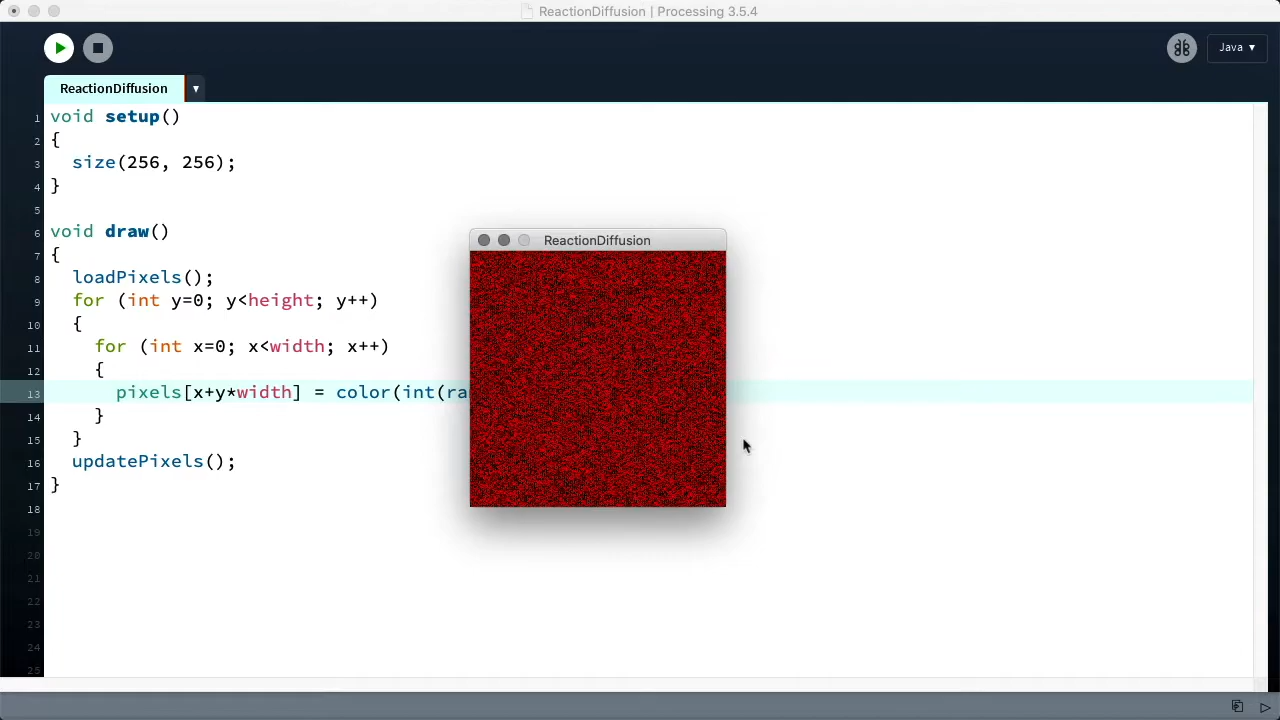 ReactionDiffusion | Processing 3.5.4
Java ▾
ReactionDiffusion ▾
1 void setup()
2 {
3 size(256, 256);
4 }
5
6 void draw()
7 {
8 loadPixels();
9 for (int y=0; y<height; y++)
10 {
11 for (int x=0; x<width; x++)
12 {
13 pixels[x+y*width] = color(int(ra
14 }
15 }
16 updatePixels();
17 }
18
19
20
21
22
23
24
25
ReactionDiffusion